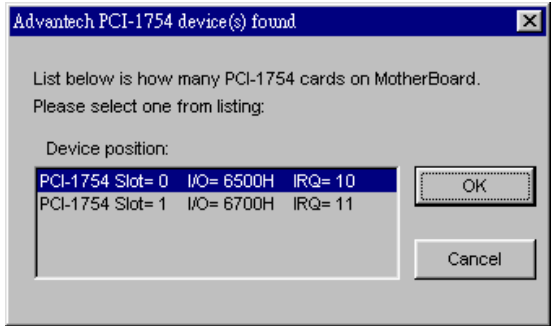 Advantech PCI-1754 device(s) found
List below is how many PCI-1754 cards on MotherBoard.
Please select one from listing:
Device position:
PCI-1754 Slot= 0 I/O= 6500H IRQ= 10
PCI-1754 Slot= 1 I/O= 6700H IRQ= 11
OK
Cancel